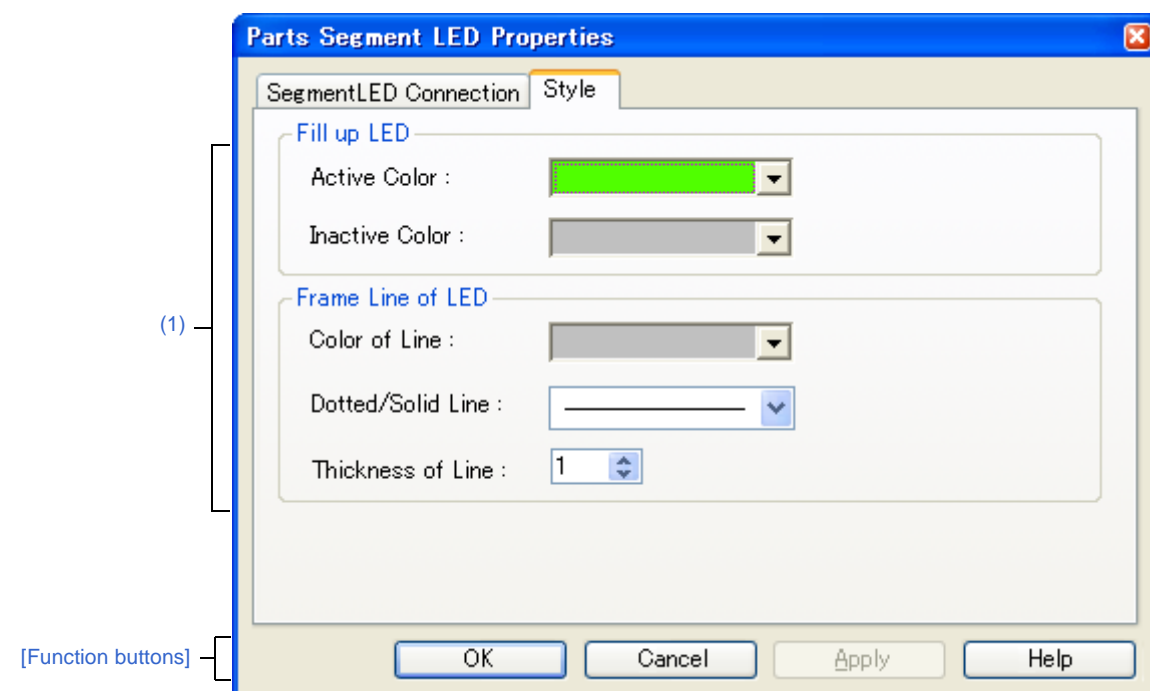 Parts Segment LED Properties
SegmentLED Connection Style
Fill up LED
Active Color :
Inactive Color :
(1)
Frame Line of LED
Color of Line :
Dotted/Solid Line :
Thickness of Line : 1
[Function buttons]
OK Cancel Apply Help